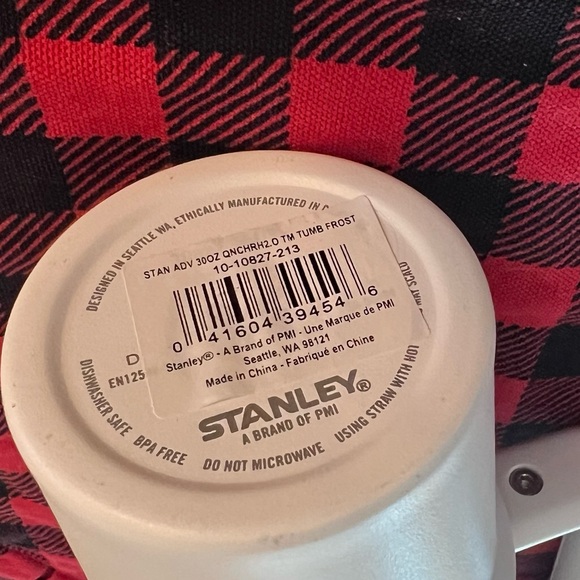 DESIGNED IN SEATTLE WA, ETHICALLY MANUFACTURED IN
STAN ADV 30OZ QNCHRH2.O TM TUMB FROST
10-10827-213
0 41604 39454 6
Stanley® - A Brand of PMI - Une Marque de PMI
Seattle, WA 98121
Made in China - Fabriqué en Chine
D
EN125
STANLEY®
A BRAND OF PMI
DISHWASHER SAFE BPA FREE DO NOT MICROWAVE USING STRAW WITH HOT
MAY SCALD